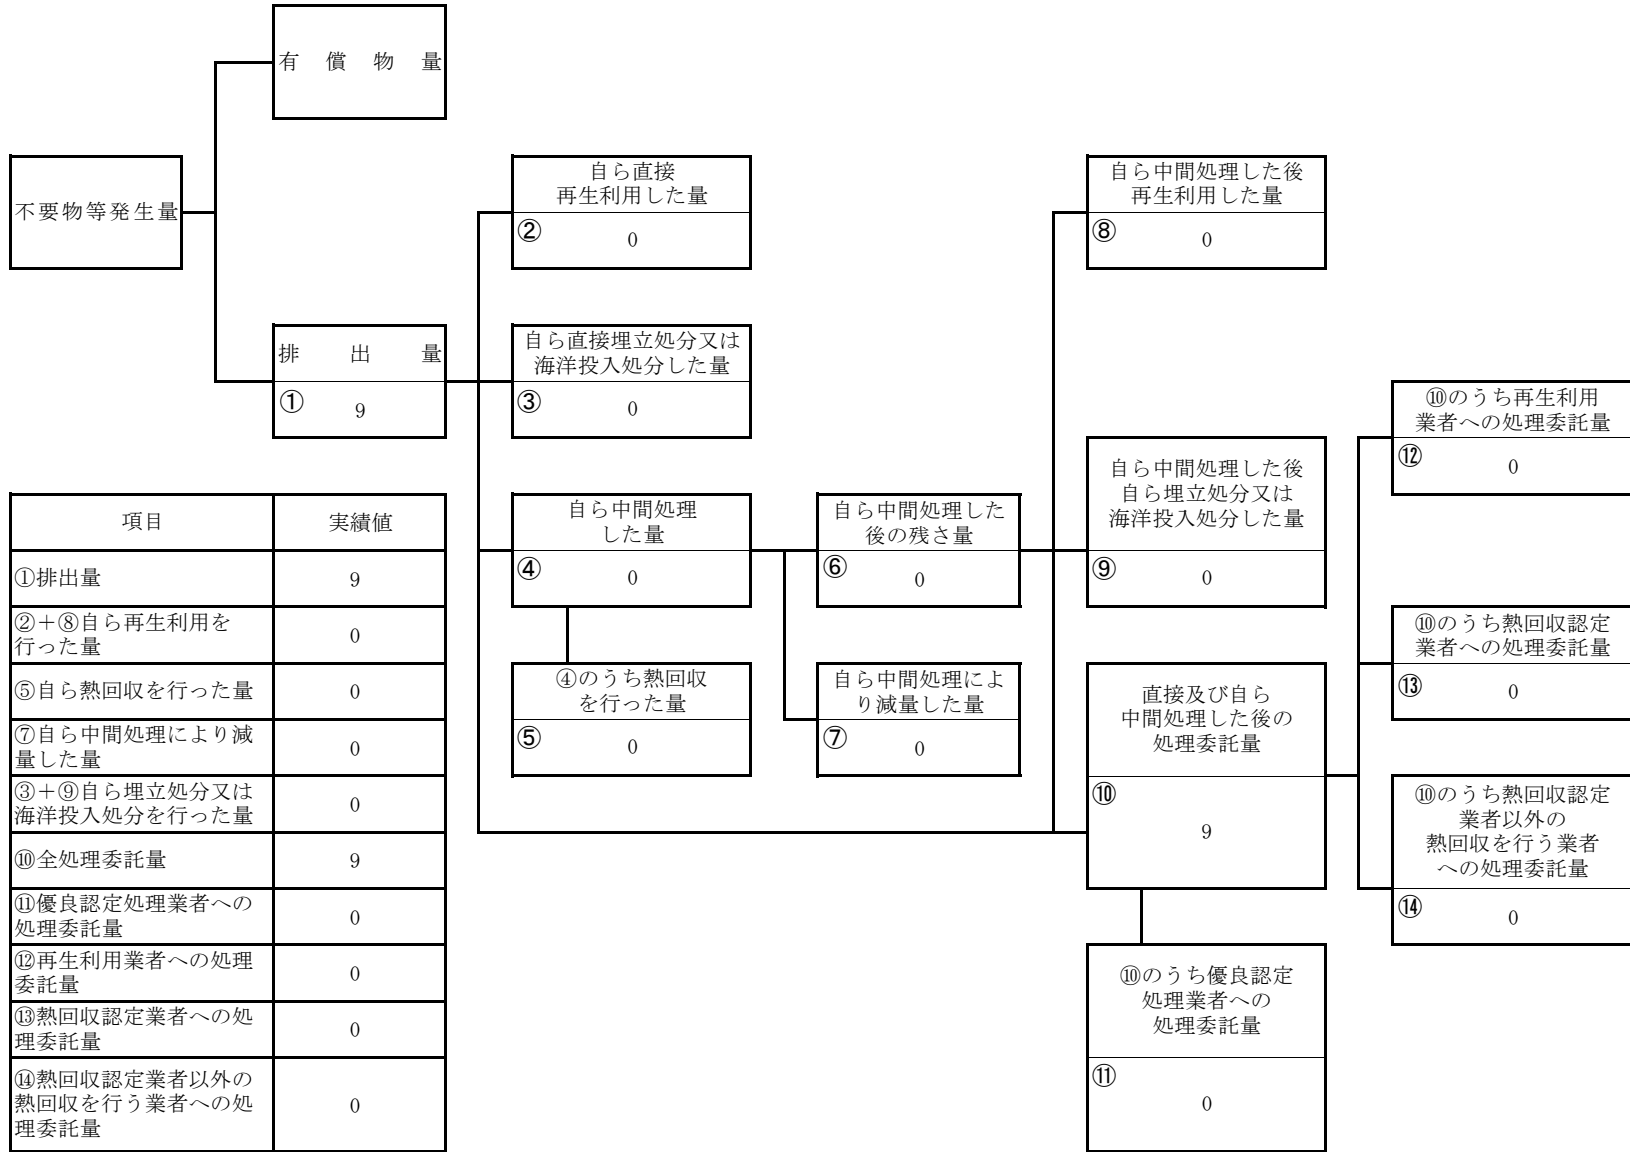 有償物量
不要物等発生量
自ら直接
再生利用した量
② 0
自ら中間処理した後
再生利用した量
⑧ 0
排出量
① 9
自ら直接埋立処分又は
海洋投入処分した量
③ 0
⑩のうち再生利用
業者への処理委託量
⑫ 0
自ら中間処理した後
自ら埋立処分又は
海洋投入処分した量
⑨ 0
自ら中間処理
した量
④ 0
自ら中間処理した
後の残さ量
⑥ 0
④のうち熱回収
を行った量
⑤ 0
自ら中間処理によ
り減量した量
⑦ 0
⑩のうち熱回収認定
業者への処理委託量
⑬ 0
直接及び自ら
中間処理した後の
処理委託量
⑩ 9
⑩のうち熱回収認定
業者以外の
熱回収を行う業者
への処理委託量
⑭ 0
⑩のうち優良認定
処理業者への
処理委託量
⑪ 0
項目 実績値
①排出量 9
②+⑧自ら再生利用を
行った量 0
⑤自ら熱回収を行った量 0
⑦自ら中間処理により減
量した量 0
③+⑨自ら埋立処分又は
海洋投入処分を行った量 0
⑩全処理委託量 9
⑪優良認定処理業者への
処理委託量 0
⑫再生利用業者への処理
委託量 0
⑬熱回収認定業者への処
理委託量 0
⑭熱回収認定業者以外の
熱回収を行う業者への処
理委託量 0